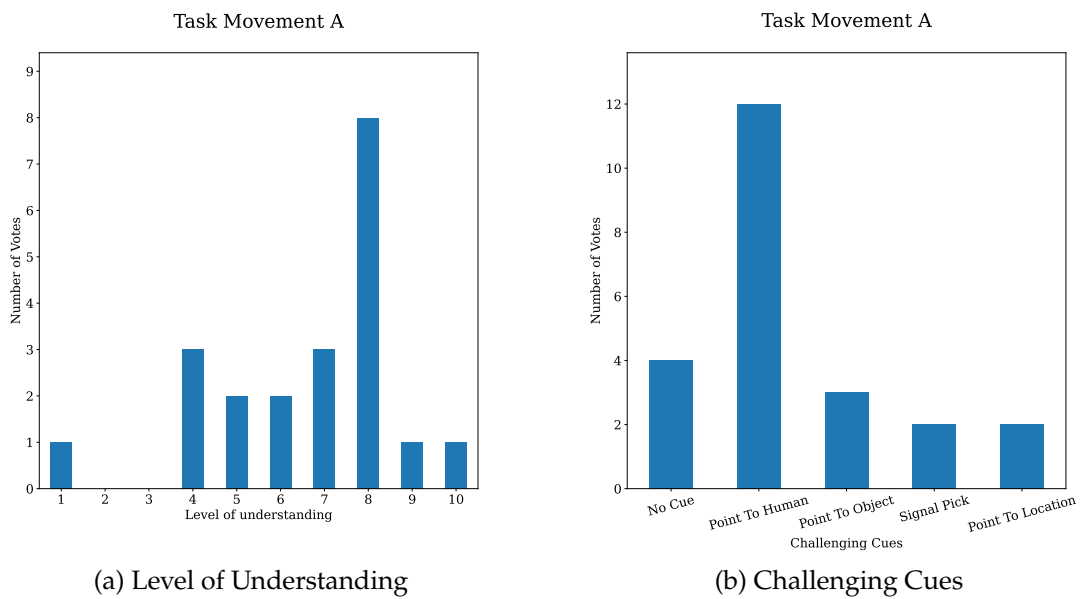 Task Movement A
9
8
7
6
5
4
3
2
1
0
Number of Votes
1 2 3 4 5 6 7 8 9 10
Level of understanding
(a) Level of Understanding
Task Movement A
12
10
8
6
4
2
0
Number of Votes
No Cue Point To Human Point To Object Signal Pick Point To Location
Challenging Cues
(b) Challenging Cues